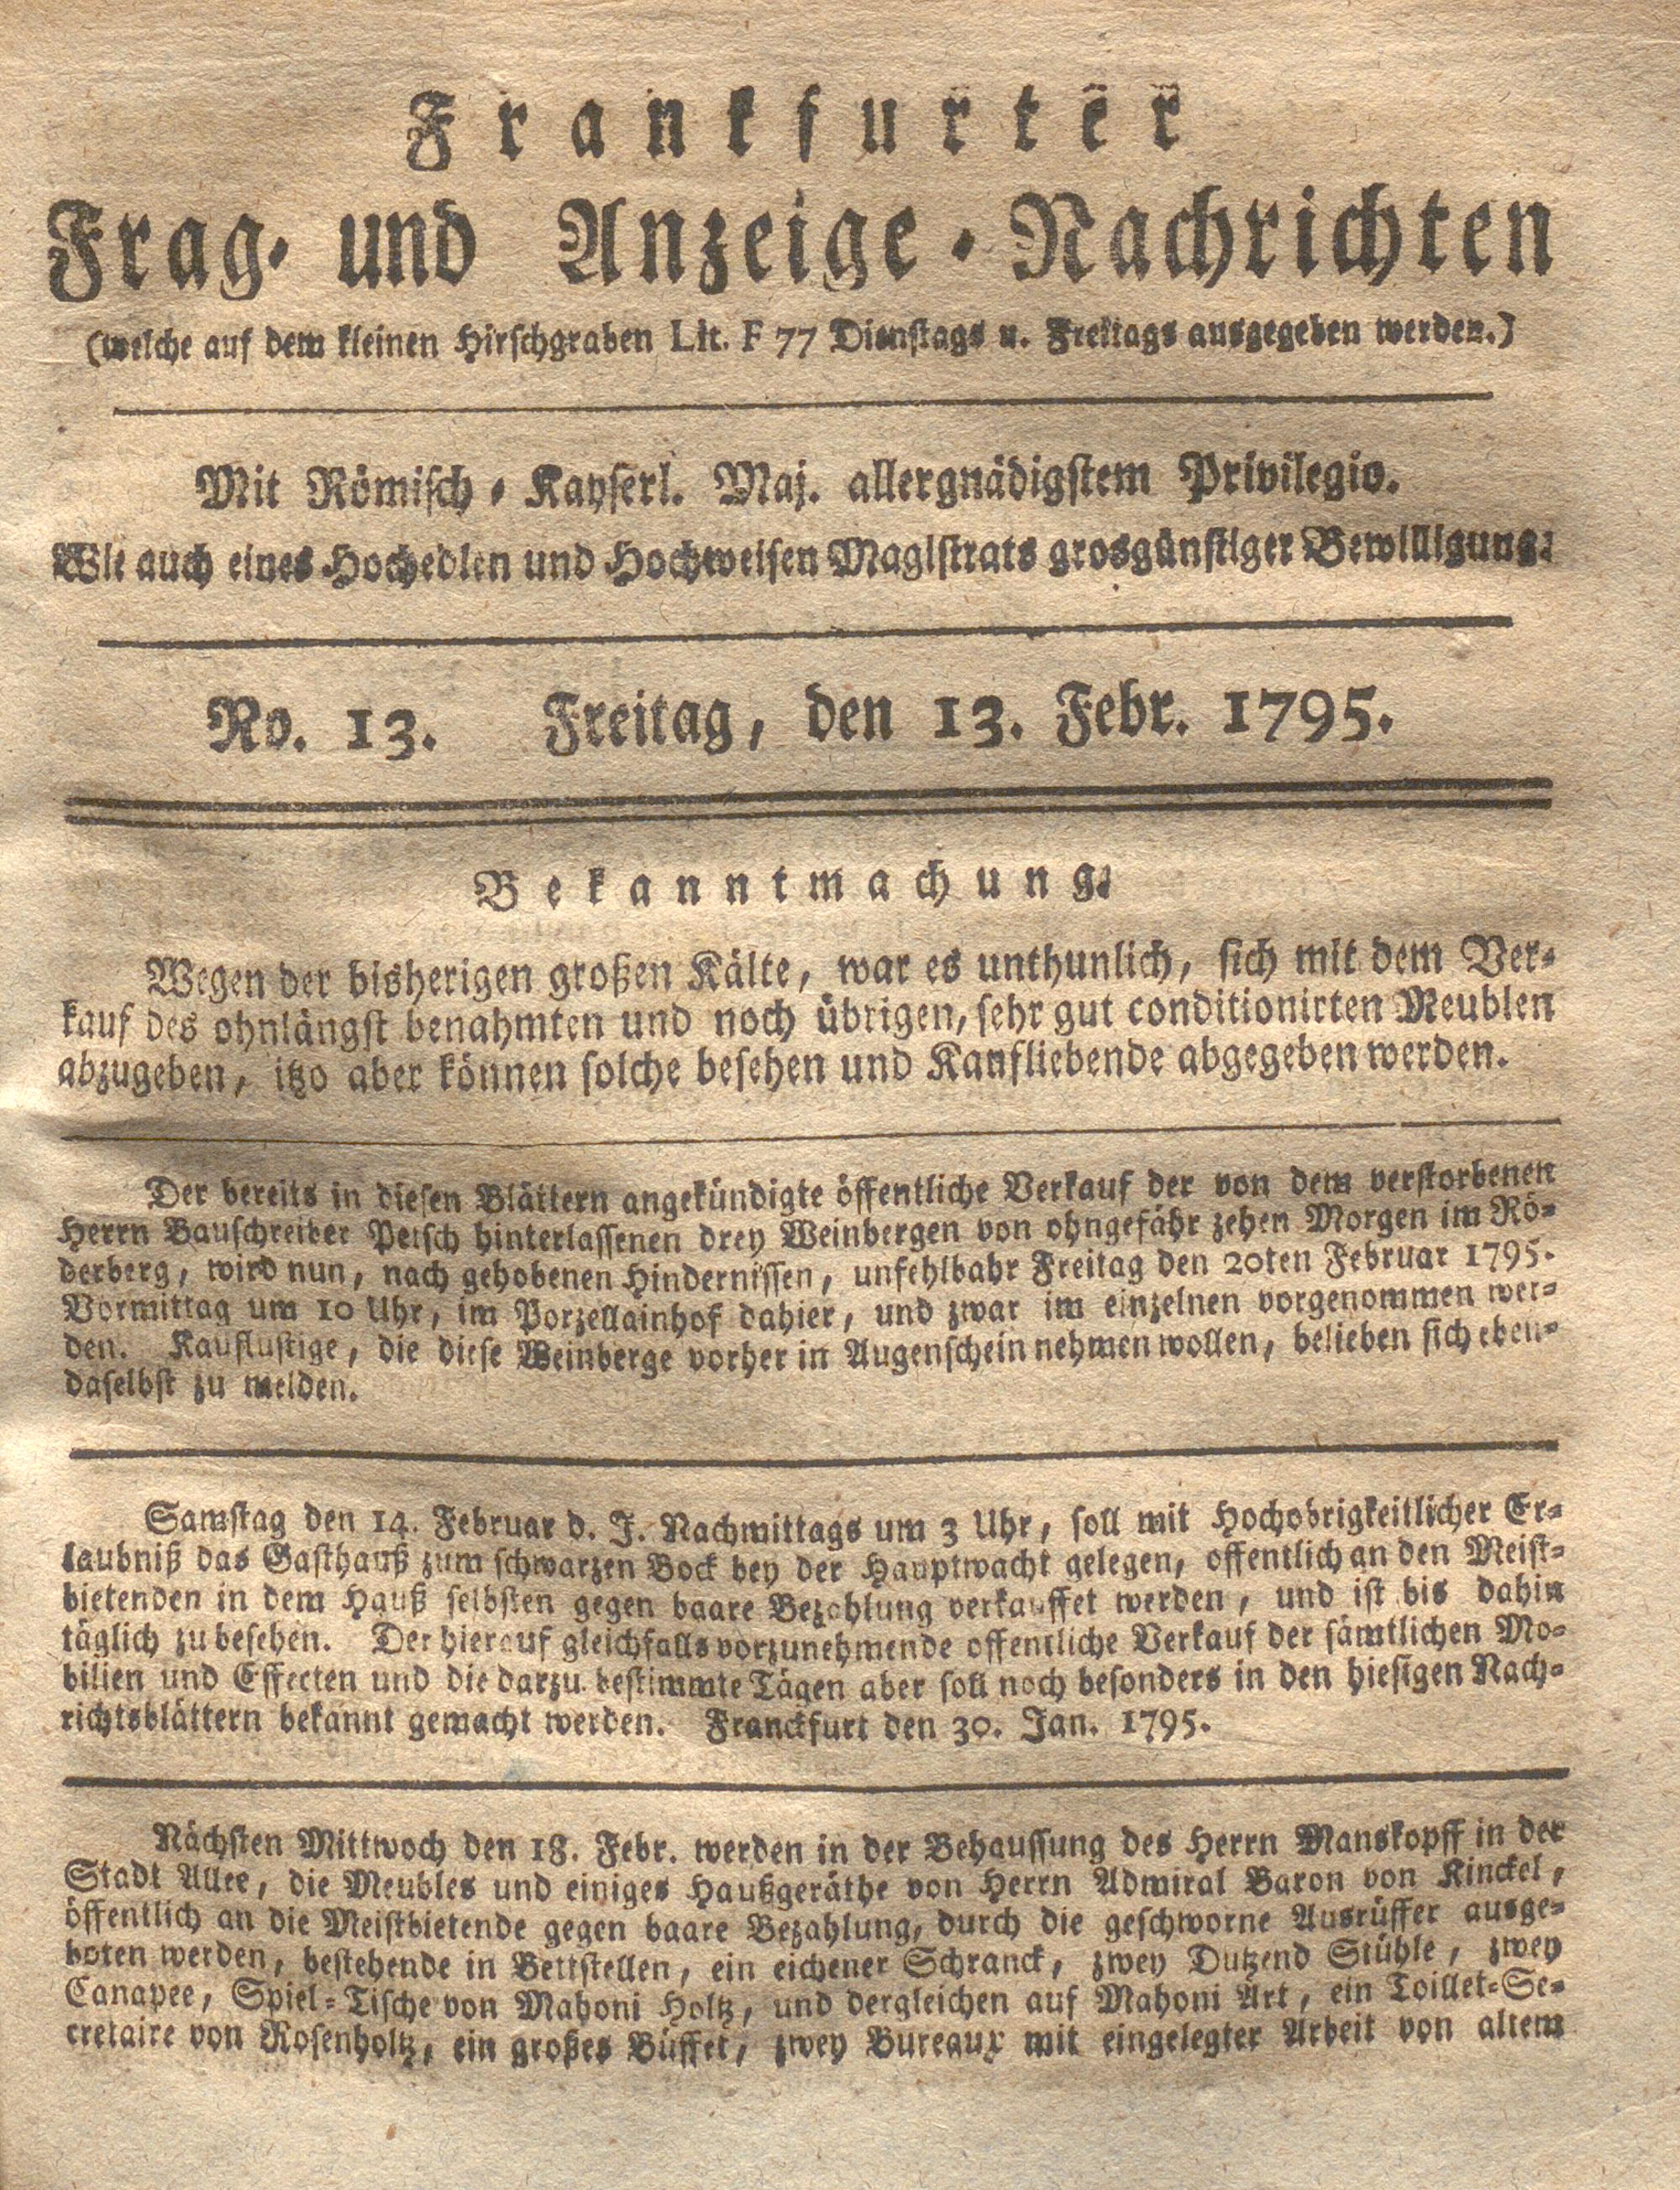 Frankfurter
Frag- und Anzeige-Nachrichten
(welche auf dem kleinen Hirschgraben Lit. F 77 Dienstags u. Freitags ausgegeben werden.)
Mit Römisch-Kayserl. Maj. allergnädigstem Privilegio.
Wie auch eines Hochedlen und Hochweisen Magistrats grosgünstiger Bewilligung.
No. 13. Freitag, den 13. Febr. 1795.
Bekanntmachung.
Wegen der bisherigen großen Kälte, war es unthunlich, sich mit dem Ver-
kauf des ohnlängst benahmten und noch übrigen, sehr gut conditionirten Meublen
abzugeben, itzo aber können solche besehen und Kaufliebende abgegeben werden.
Der bereits in diesen Blättern angekündigte öffentliche Verkauf der von dem verstorbenen
Herrn Bauschreiber Petsch hinterlassenen drey Weinbergen von ohngefähr zehen Morgen im Rö-
derberg, wird nun, nach gehobenen Hindernissen, unfehlbahr Freitag den 20ten Februar 1795.
Vormittag um 10 Uhr, im Porzellainhof dahier, und zwar im einzelnen vorgenommen wer-
den. Kauflustige, die diese Weinberge vorher in Augenschein nehmen wollen, belieben sich eben-
daselbst zu melden.
Samstag den 14. Februar d. J. Nachmittags um 3 Uhr, soll mit Hochobrigkeitlicher Er-
laubniß das Gasthauß zum schwarzen Bock bey der Hauptwacht gelegen, offentlich an den Meist-
bietenden in dem Hauß selbsten gegen baare Bezahlung verkauffet werden, und ist bis dahin
täglich zu besehen. Der hierauf gleichfalls vorzunehmende offentliche Verkauf der sämtlichen Mo-
bilien und Effecten und die darzu bestimmte Tägen aber soll noch besonders in den hiesigen Nach-
richtsblättern bekannt gemacht werden. Franckfurt den 30. Jan. 1795.
Nächsten Mittwoch den 18. Febr. werden in der Behaussung des Herrn Manskopff in der
Stadt Allee, die Meubles und einiges Haußgeräthe von Herrn Admiral Baron von Kinckel,
öffentlich an die Meistbietende gegen baare Bezahlung, durch die geschworne Ausrüffer ausge-
boten werden, bestehende in Bettstellen, ein eichener Schranck, zwey Dutzend Stühle, zwey
Canapee, Spiel-Tische von Mahoni Holtz, und dergleichen auf Mahoni Art, ein Toillet-Se-
cretaire von Rosenholtz, ein großes Büffet, zwey Bureaux mit eingelegter Arbeit von altem